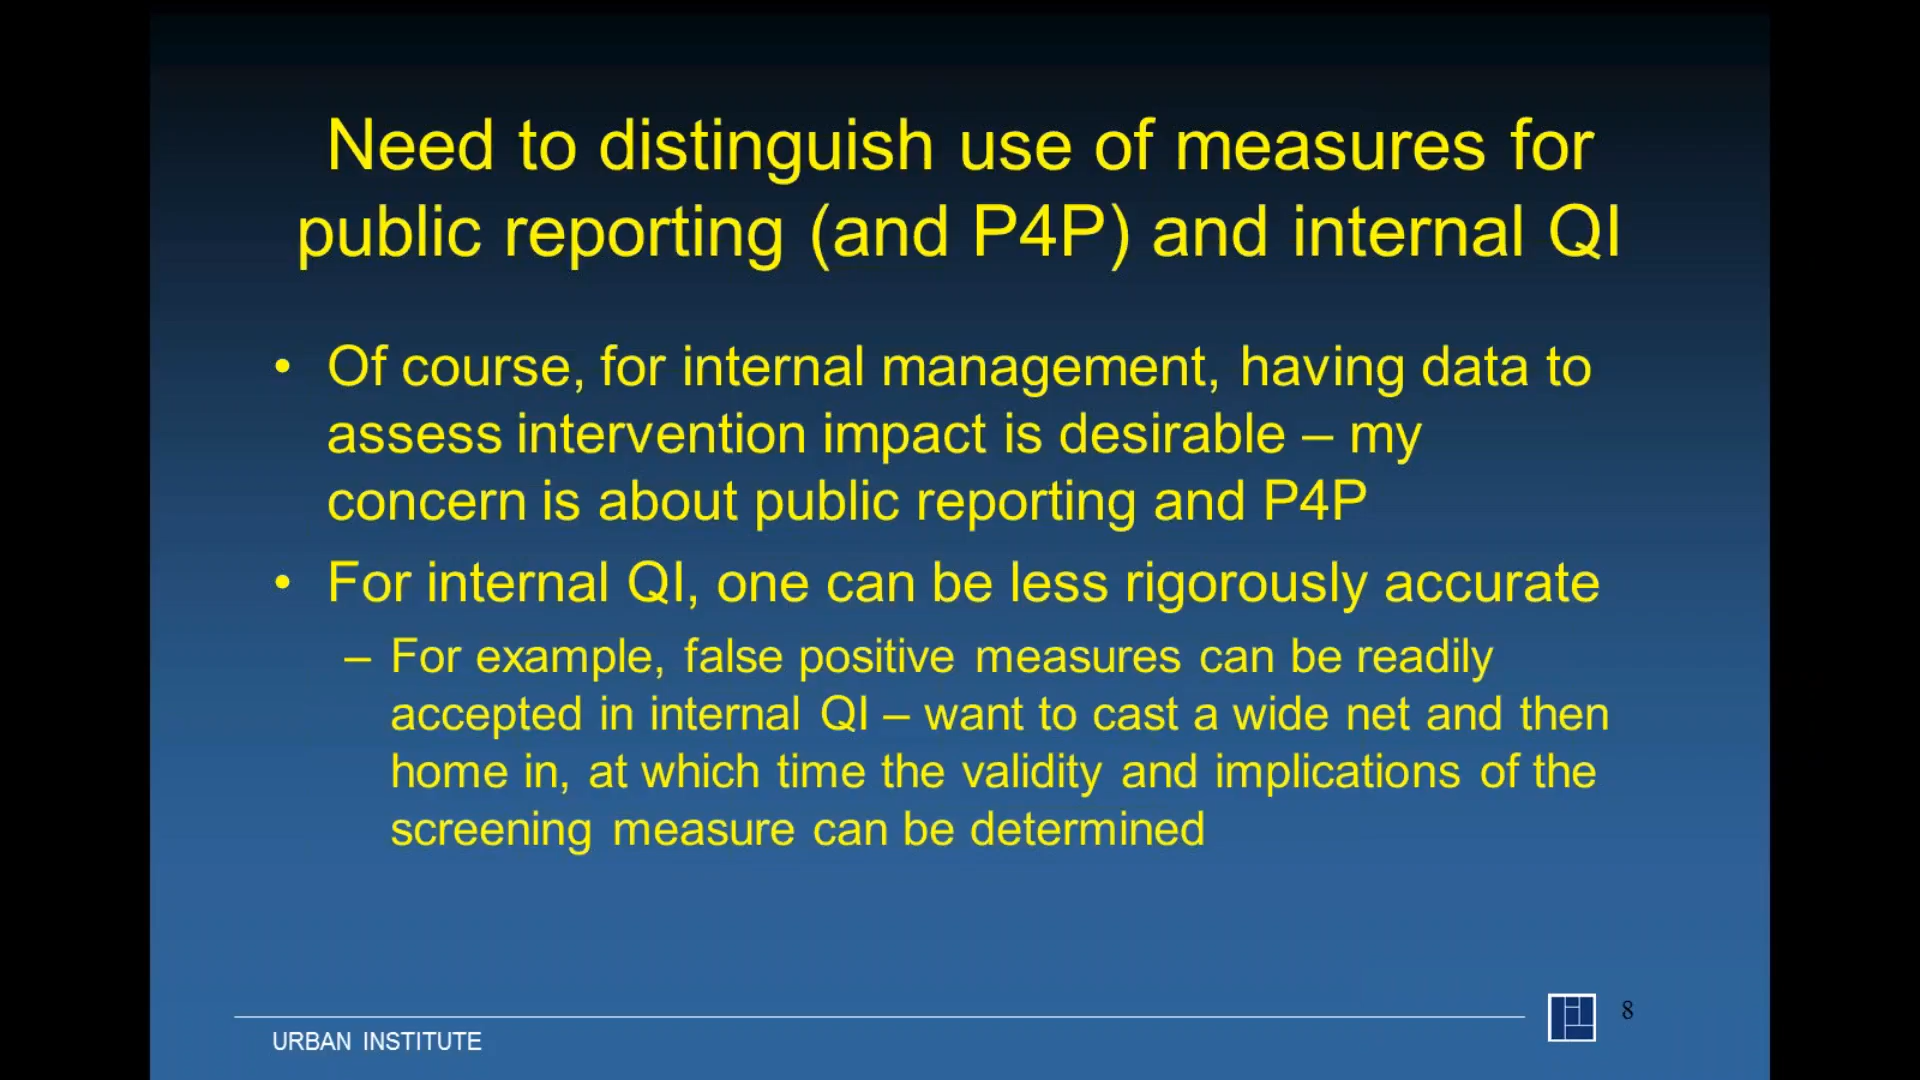 Need to distinguish use of measures for
public reporting (and P4P) and internal QI
• Of course, for internal management, having data to
assess intervention impact is desirable – my
concern is about public reporting and P4P
• For internal QI, one can be less rigorously accurate
– For example, false positive measures can be readily
accepted in internal QI – want to cast a wide net and then
home in, at which time the validity and implications of the
screening measure can be determined
8
URBAN INSTITUTE